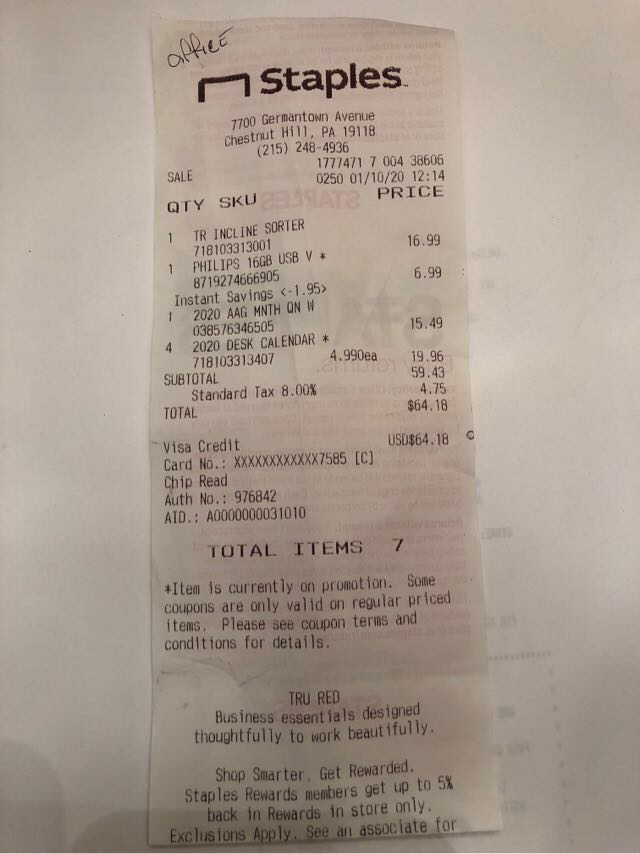 OFFICE
Staples
7700 Germantown Avenue
Chestnut Hill, PA 19118
(215) 248-4936
1777471 7 004 38606
SALE 0250 01/10/20 12:14
QTY SKU PRICE
1 TR INCLINE SORTER
718103313001 16.99
1 PHILIPS 16GB USB V *
8719274666905 6.99
Instant Savings <-1.95>
1 2020 AAG MNTH QN W
038576346505 15.49
4 2020 DESK CALENDAR *
718103313407 4.990ea 19.96
SUBTOTAL 59.43
Standard Tax 8.00% 4.75
TOTAL $64.18
Visa Credit USD$64.18
Card No.: XXXXXXXXXXXX7585 [C]
Chip Read
Auth No.: 976842
AID.: A0000000031010
TOTAL ITEMS 7
*Item is currently on promotion. Some
coupons are only valid on regular priced
items. Please see coupon terms and
conditions for details.
TRU RED
Business essentials designed
thoughtfully to work beautifully.
Shop Smarter. Get Rewarded.
Staples Rewards members get up to 5%
back in Rewards in store only.
Exclusions Apply. See an associate for